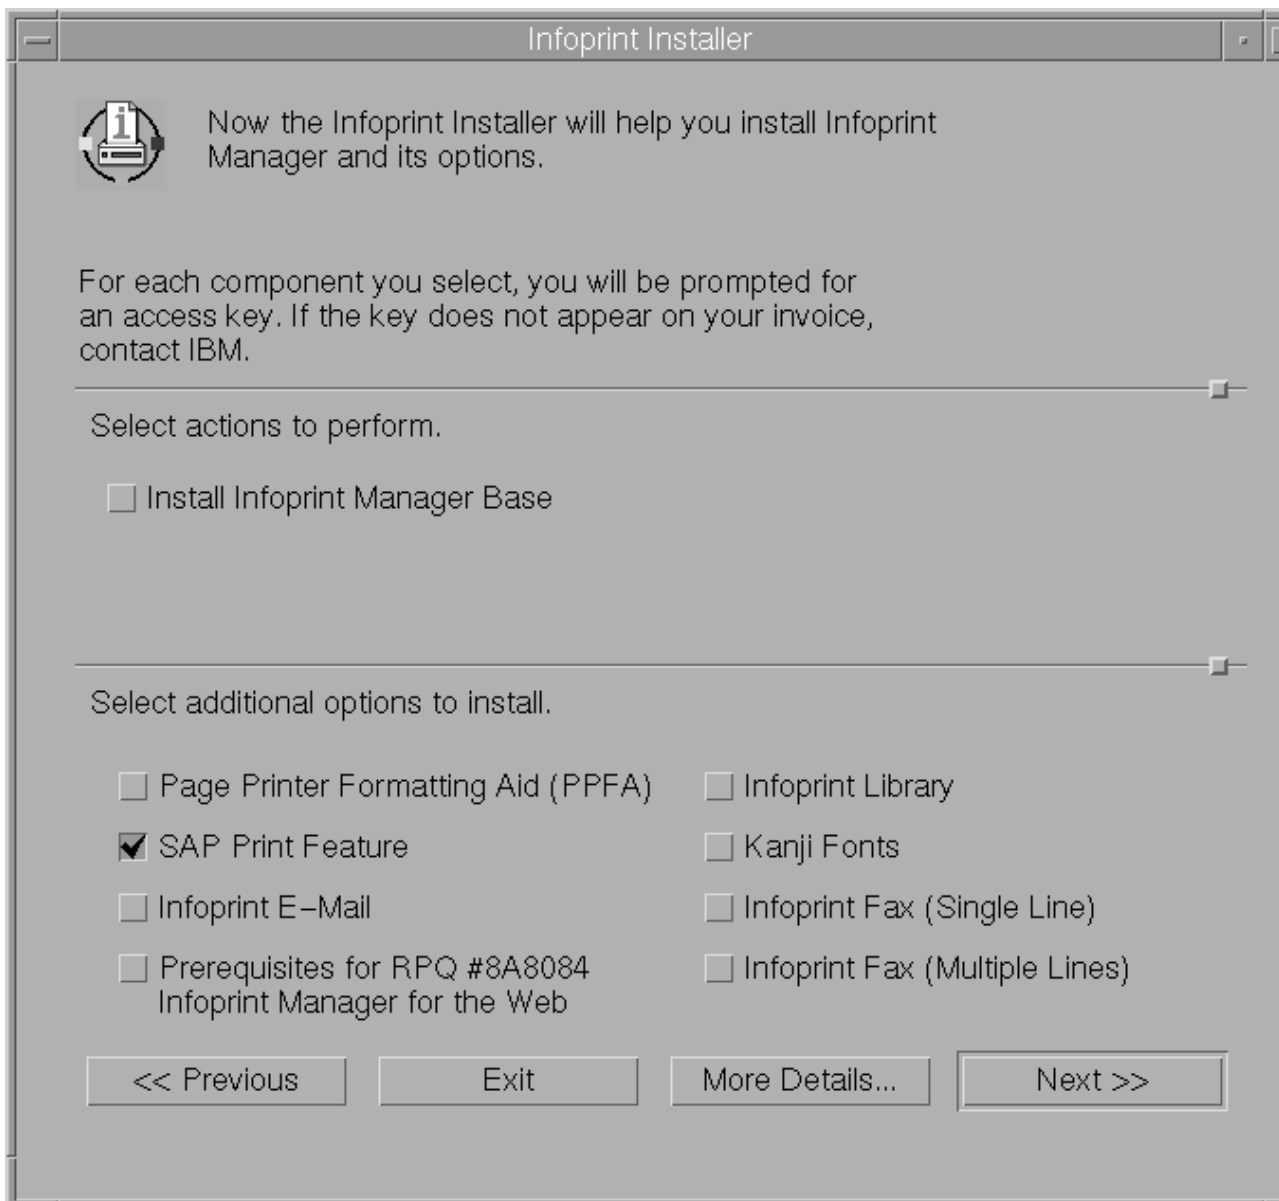 Infoprint Installer
Now the Infoprint Installer will help you install Infoprint
Manager and its options.
For each component you select, you will be prompted for
an access key. If the key does not appear on your invoice,
contact IBM.
Select actions to perform.
Install Infoprint Manager Base
Select additional options to install.
Page Printer Formatting Aid (PPFA)
Infoprint Library
SAP Print Feature
Kanji Fonts
Infoprint E-Mail
Infoprint Fax (Single Line)
Prerequisites for RPQ #8A8084
Infoprint Manager for the Web
Infoprint Fax (Multiple Lines)
<< Previous
Exit
More Details...
Next >>